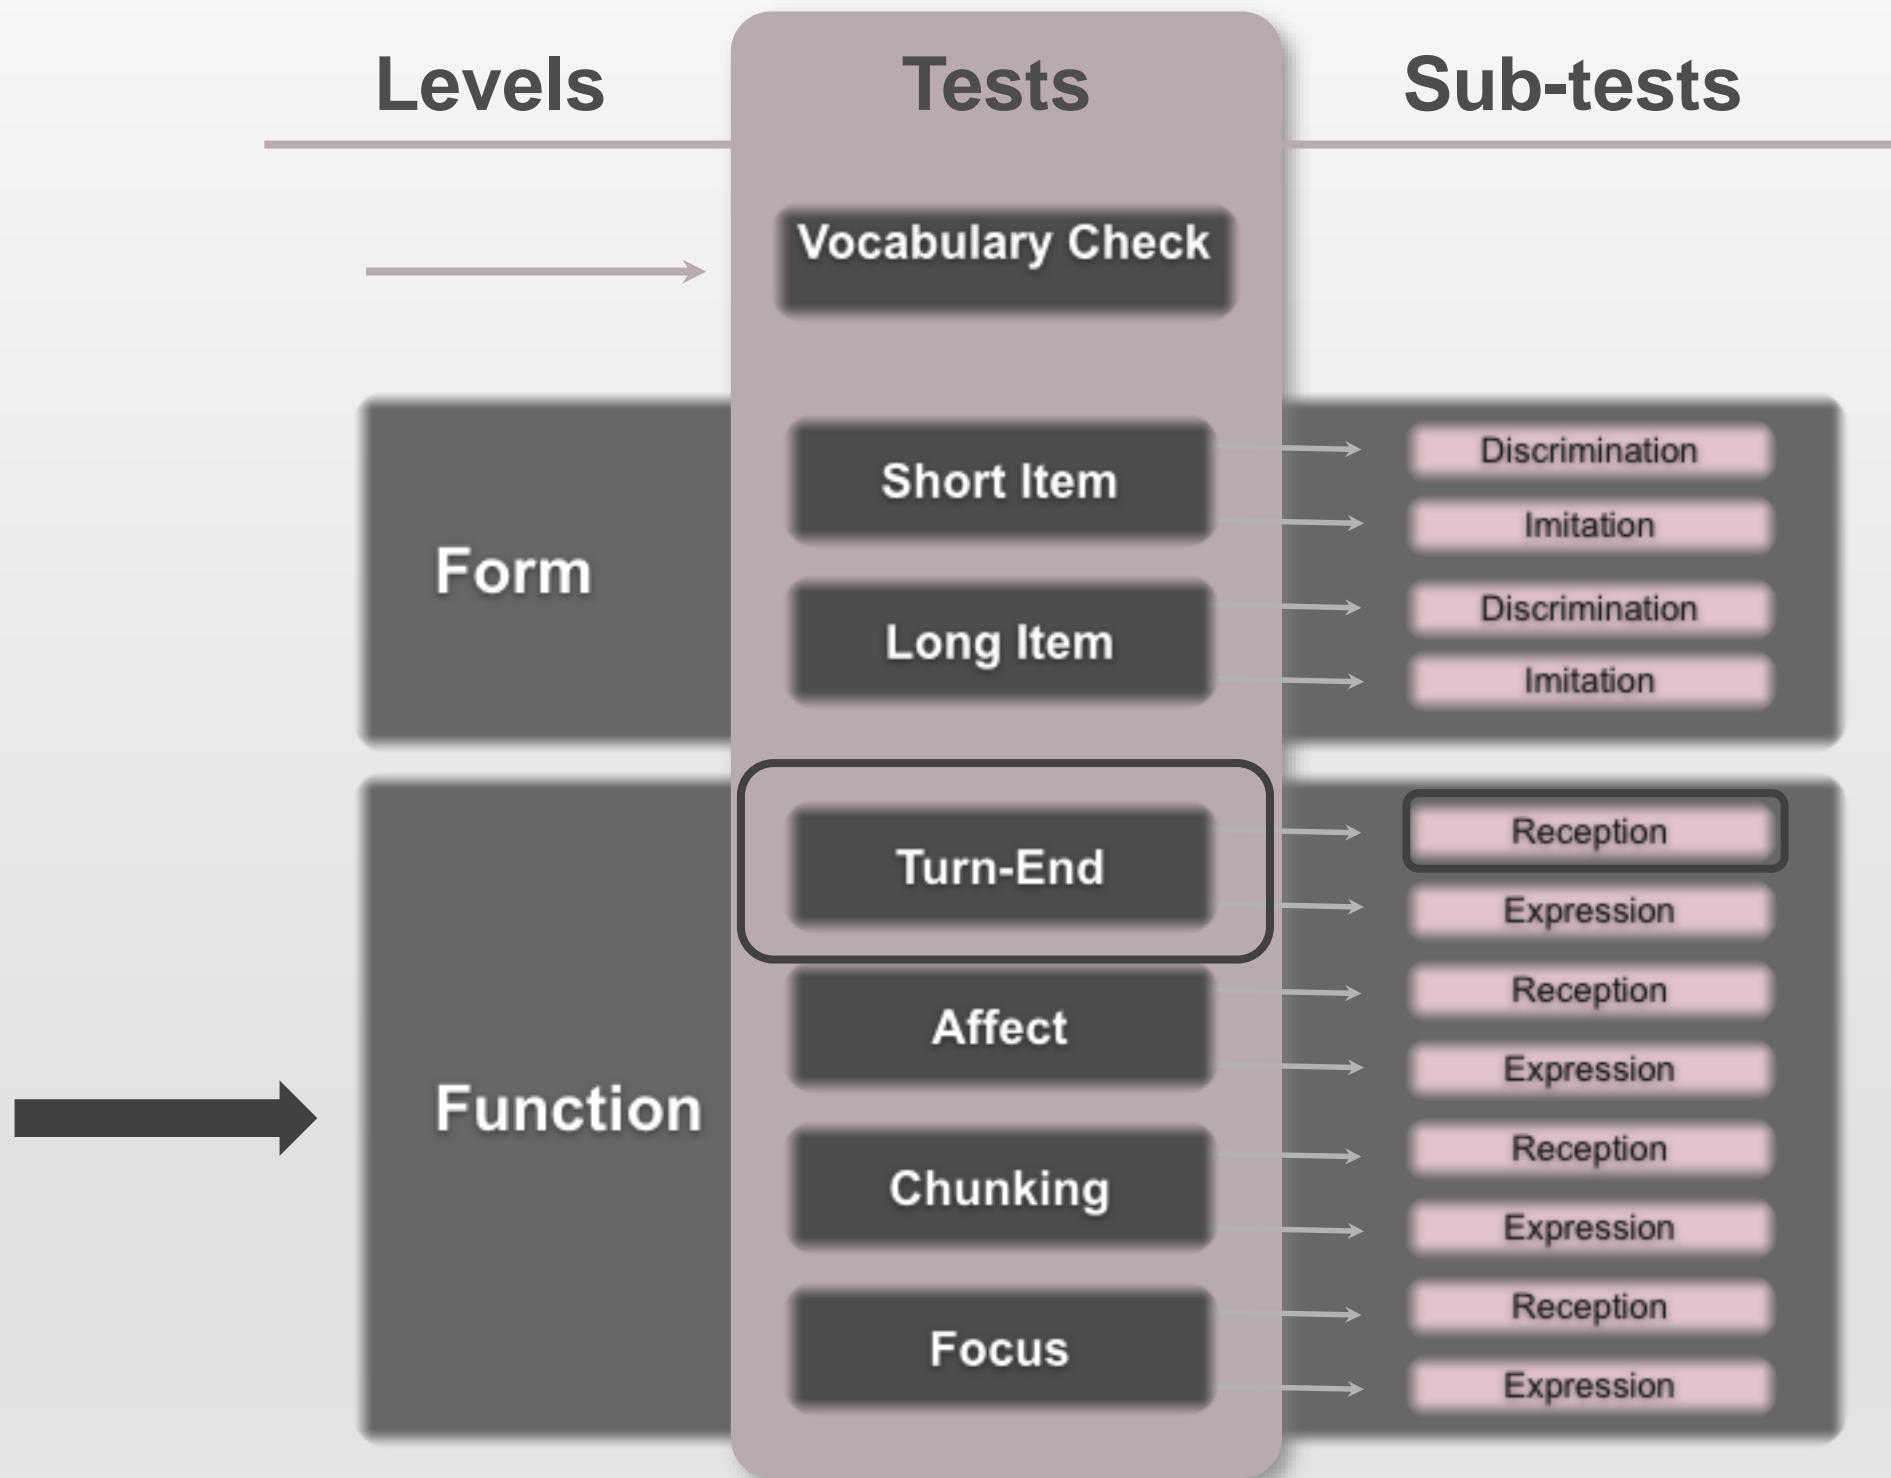 Levels
Tests
Sub-tests
Vocabulary Check
Form
Short Item
Discrimination
Imitation
Long Item
Discrimination
Imitation
Function
Turn-End
Reception
Expression
Affect
Reception
Expression
Chunking
Reception
Expression
Focus
Reception
Expression